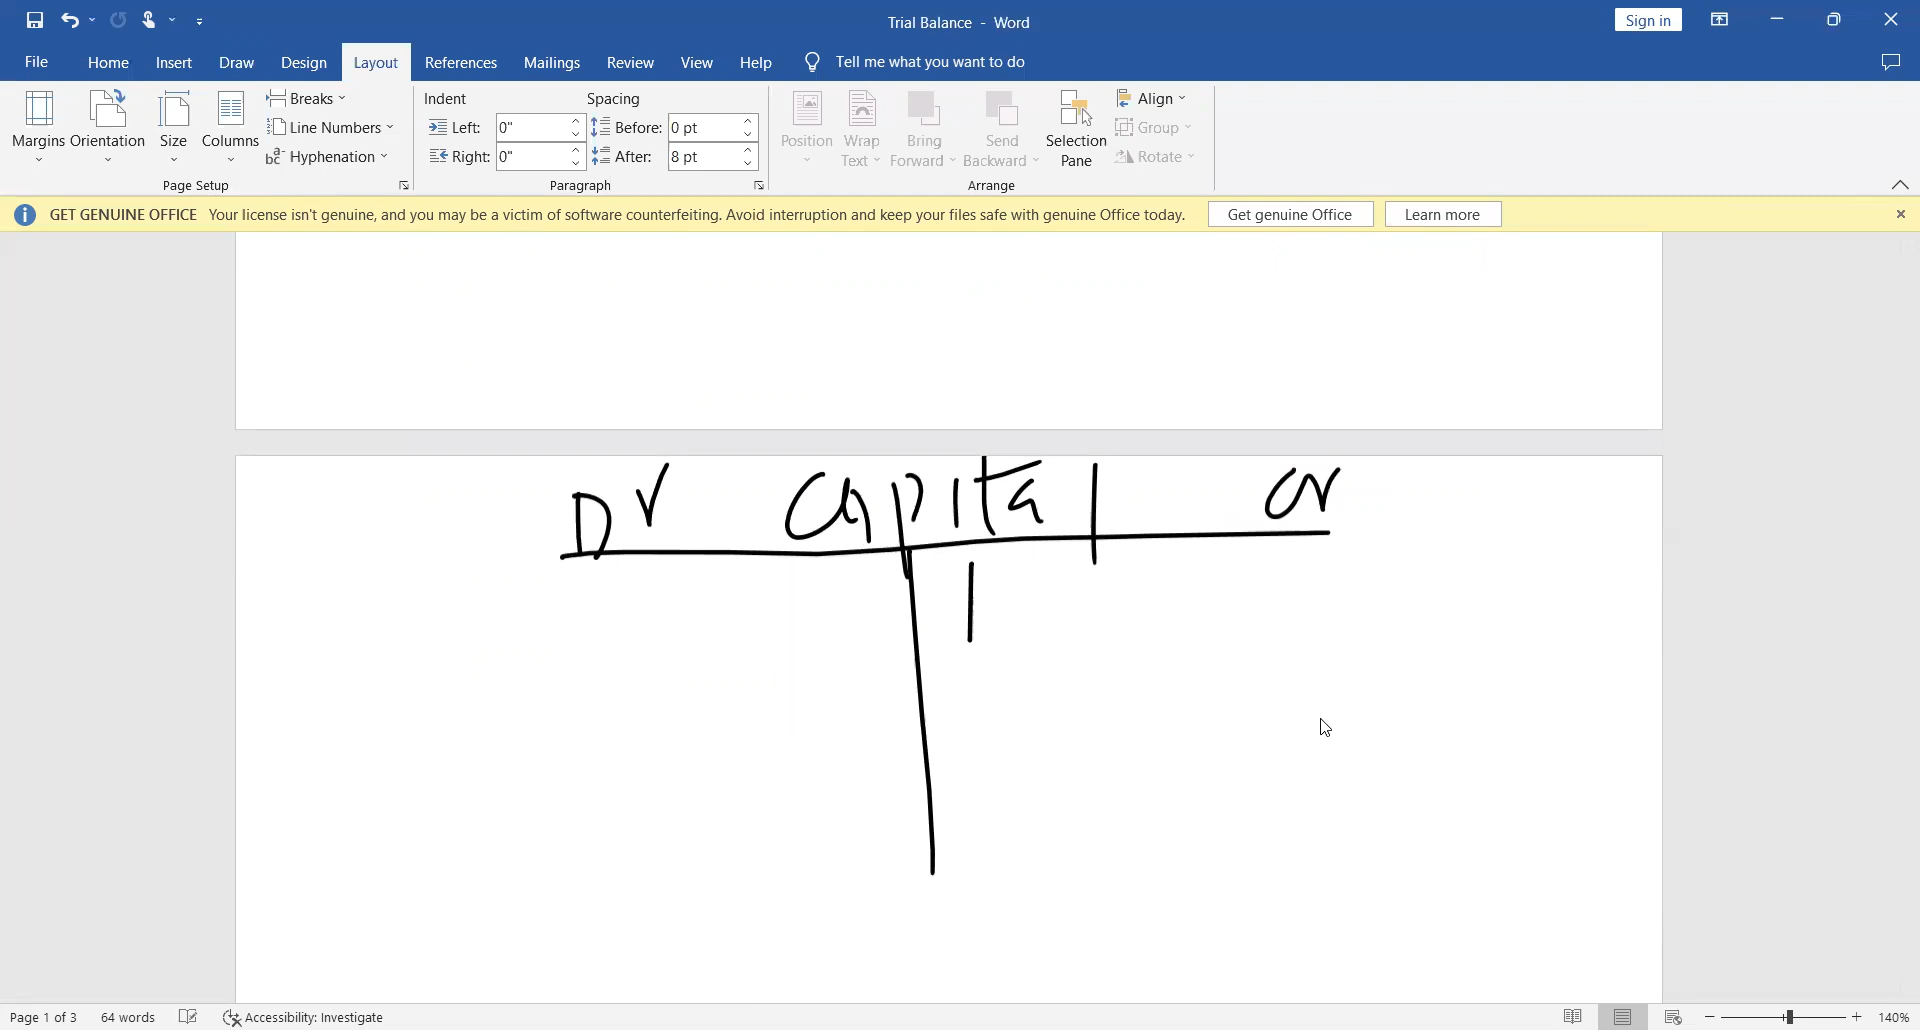 Trial Balance - Word
Sign in
File Home Insert Draw Design Layout References Mailings Review View Help Tell me what you want to do
Margins Orientation Size Columns
Breaks
Line Numbers
Hyphenation
Page Setup
Indent Spacing
Left: 0" Before: 0 pt
Right: 0" After: 8 pt
Paragraph
Position Wrap Text Bring Forward Send Backward Selection Pane
Align
Group
Rotate
Arrange
GET GENUINE OFFICE Your license isn't genuine, and you may be a victim of software counterfeiting. Avoid interruption and keep your files safe with genuine Office today. Get genuine Office Learn more
Dr Capital cr
Page 1 of 3 64 words Accessibility: Investigate 140%